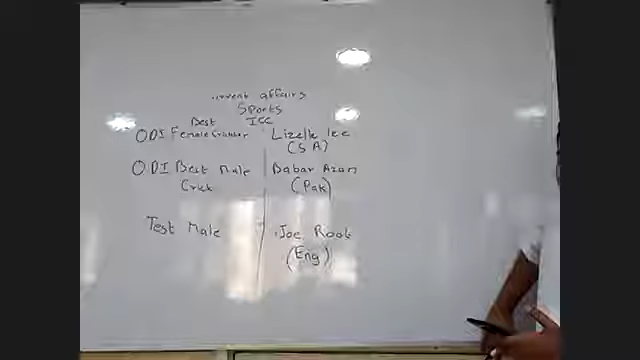 current affairs
Sports
Best ICC
ODI Female Cricketer Lizelle lee
(S A)
ODI Best Male Babar Azam
Crick (Pak)
Test Male Joe Root
(Eng)